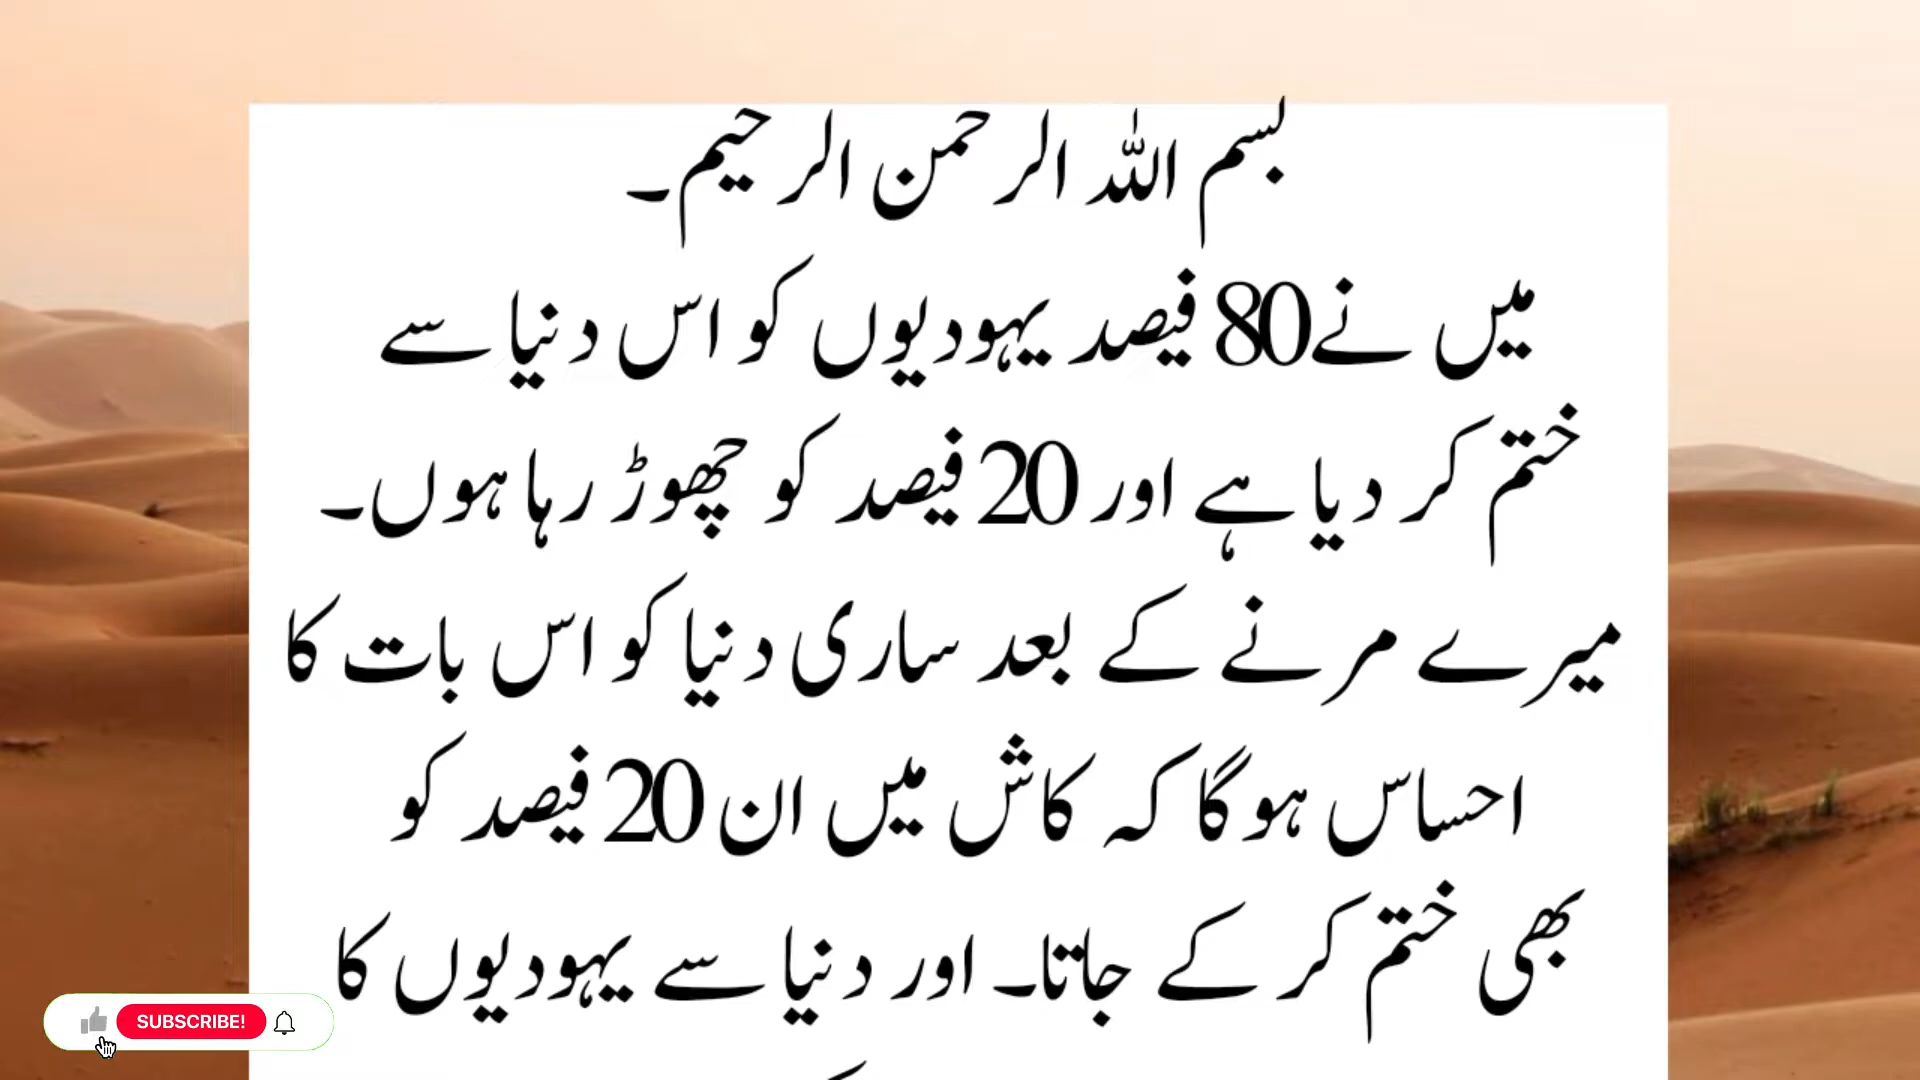 بسم اللہ الرحمن الرحیم۔
میں نے 80 فیصد یہودیوں کو اس دنیا سے
ختم کر دیا ہے اور 20 فیصد کو چھوڑ رہا ہوں۔
میرے مرنے کے بعد ساری دنیا کو اس بات کا
احساس ہو گا کہ کاش میں ان 20 فیصد کو
بھی ختم کر کے جاتا۔ اور دنیا سے یہودیوں کا
SUBSCRIBE!